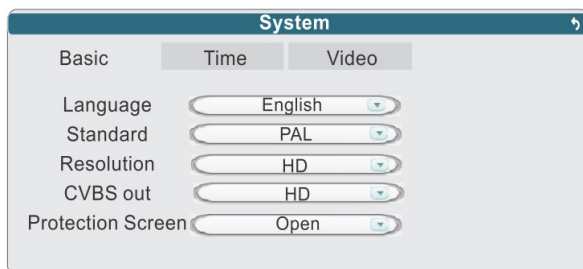 System
Basic Time Video
Language English
Standard PAL
Resolution HD
CVBS out HD
Protection Screen Open